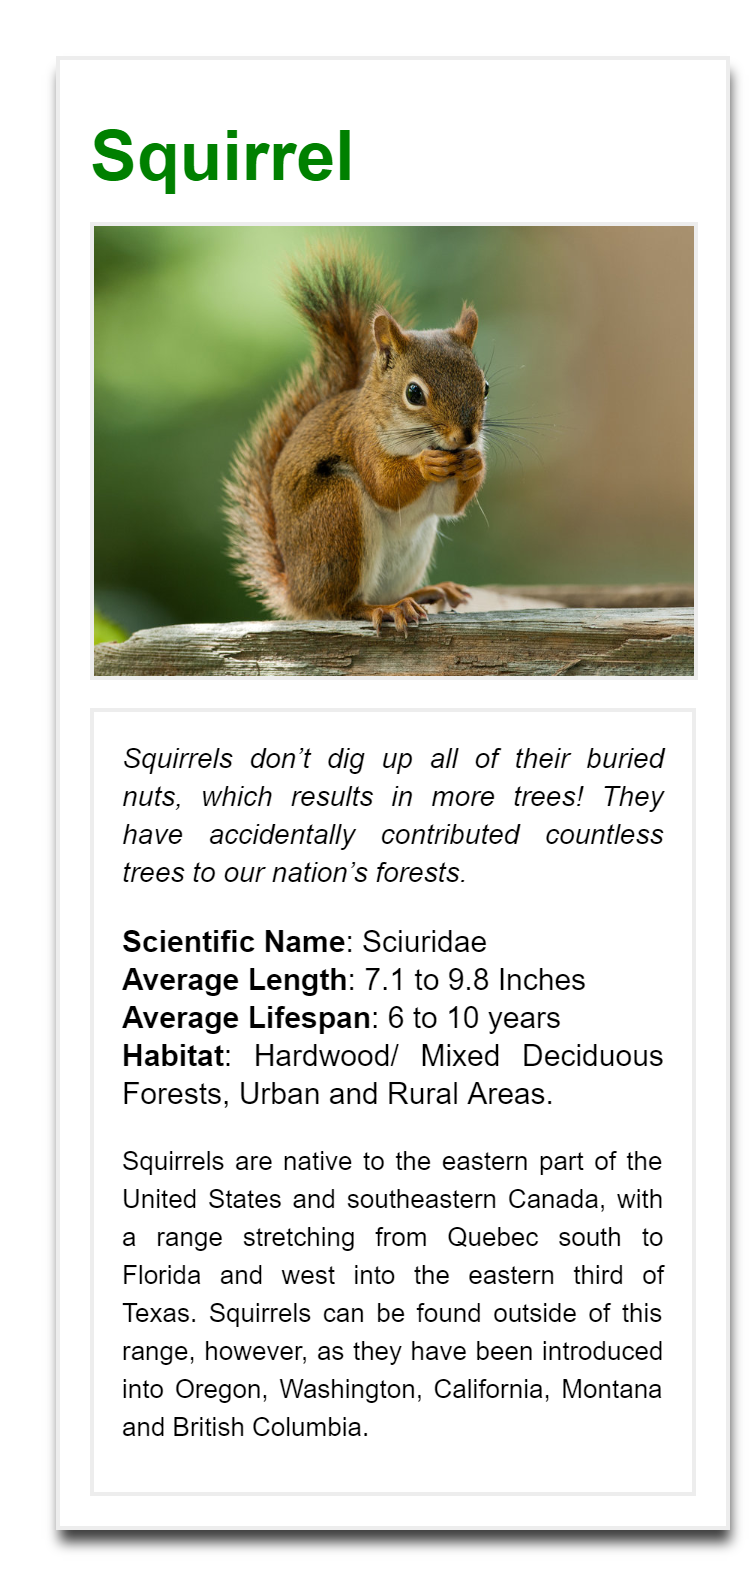 Squirrel
Squirrels don’t dig up all of their buried
nuts, which results in more trees! They
have accidentally contributed countless
trees to our nation’s forests.
Scientific Name: Sciuridae
Average Length: 7.1 to 9.8 Inches
Average Lifespan: 6 to 10 years
Habitat: Hardwood/ Mixed Deciduous
Forests, Urban and Rural Areas.
Squirrels are native to the eastern part of the
United States and southeastern Canada, with
a range stretching from Quebec south to
Florida and west into the eastern third of
Texas. Squirrels can be found outside of this
range, however, as they have been introduced
into Oregon, Washington, California, Montana
and British Columbia.